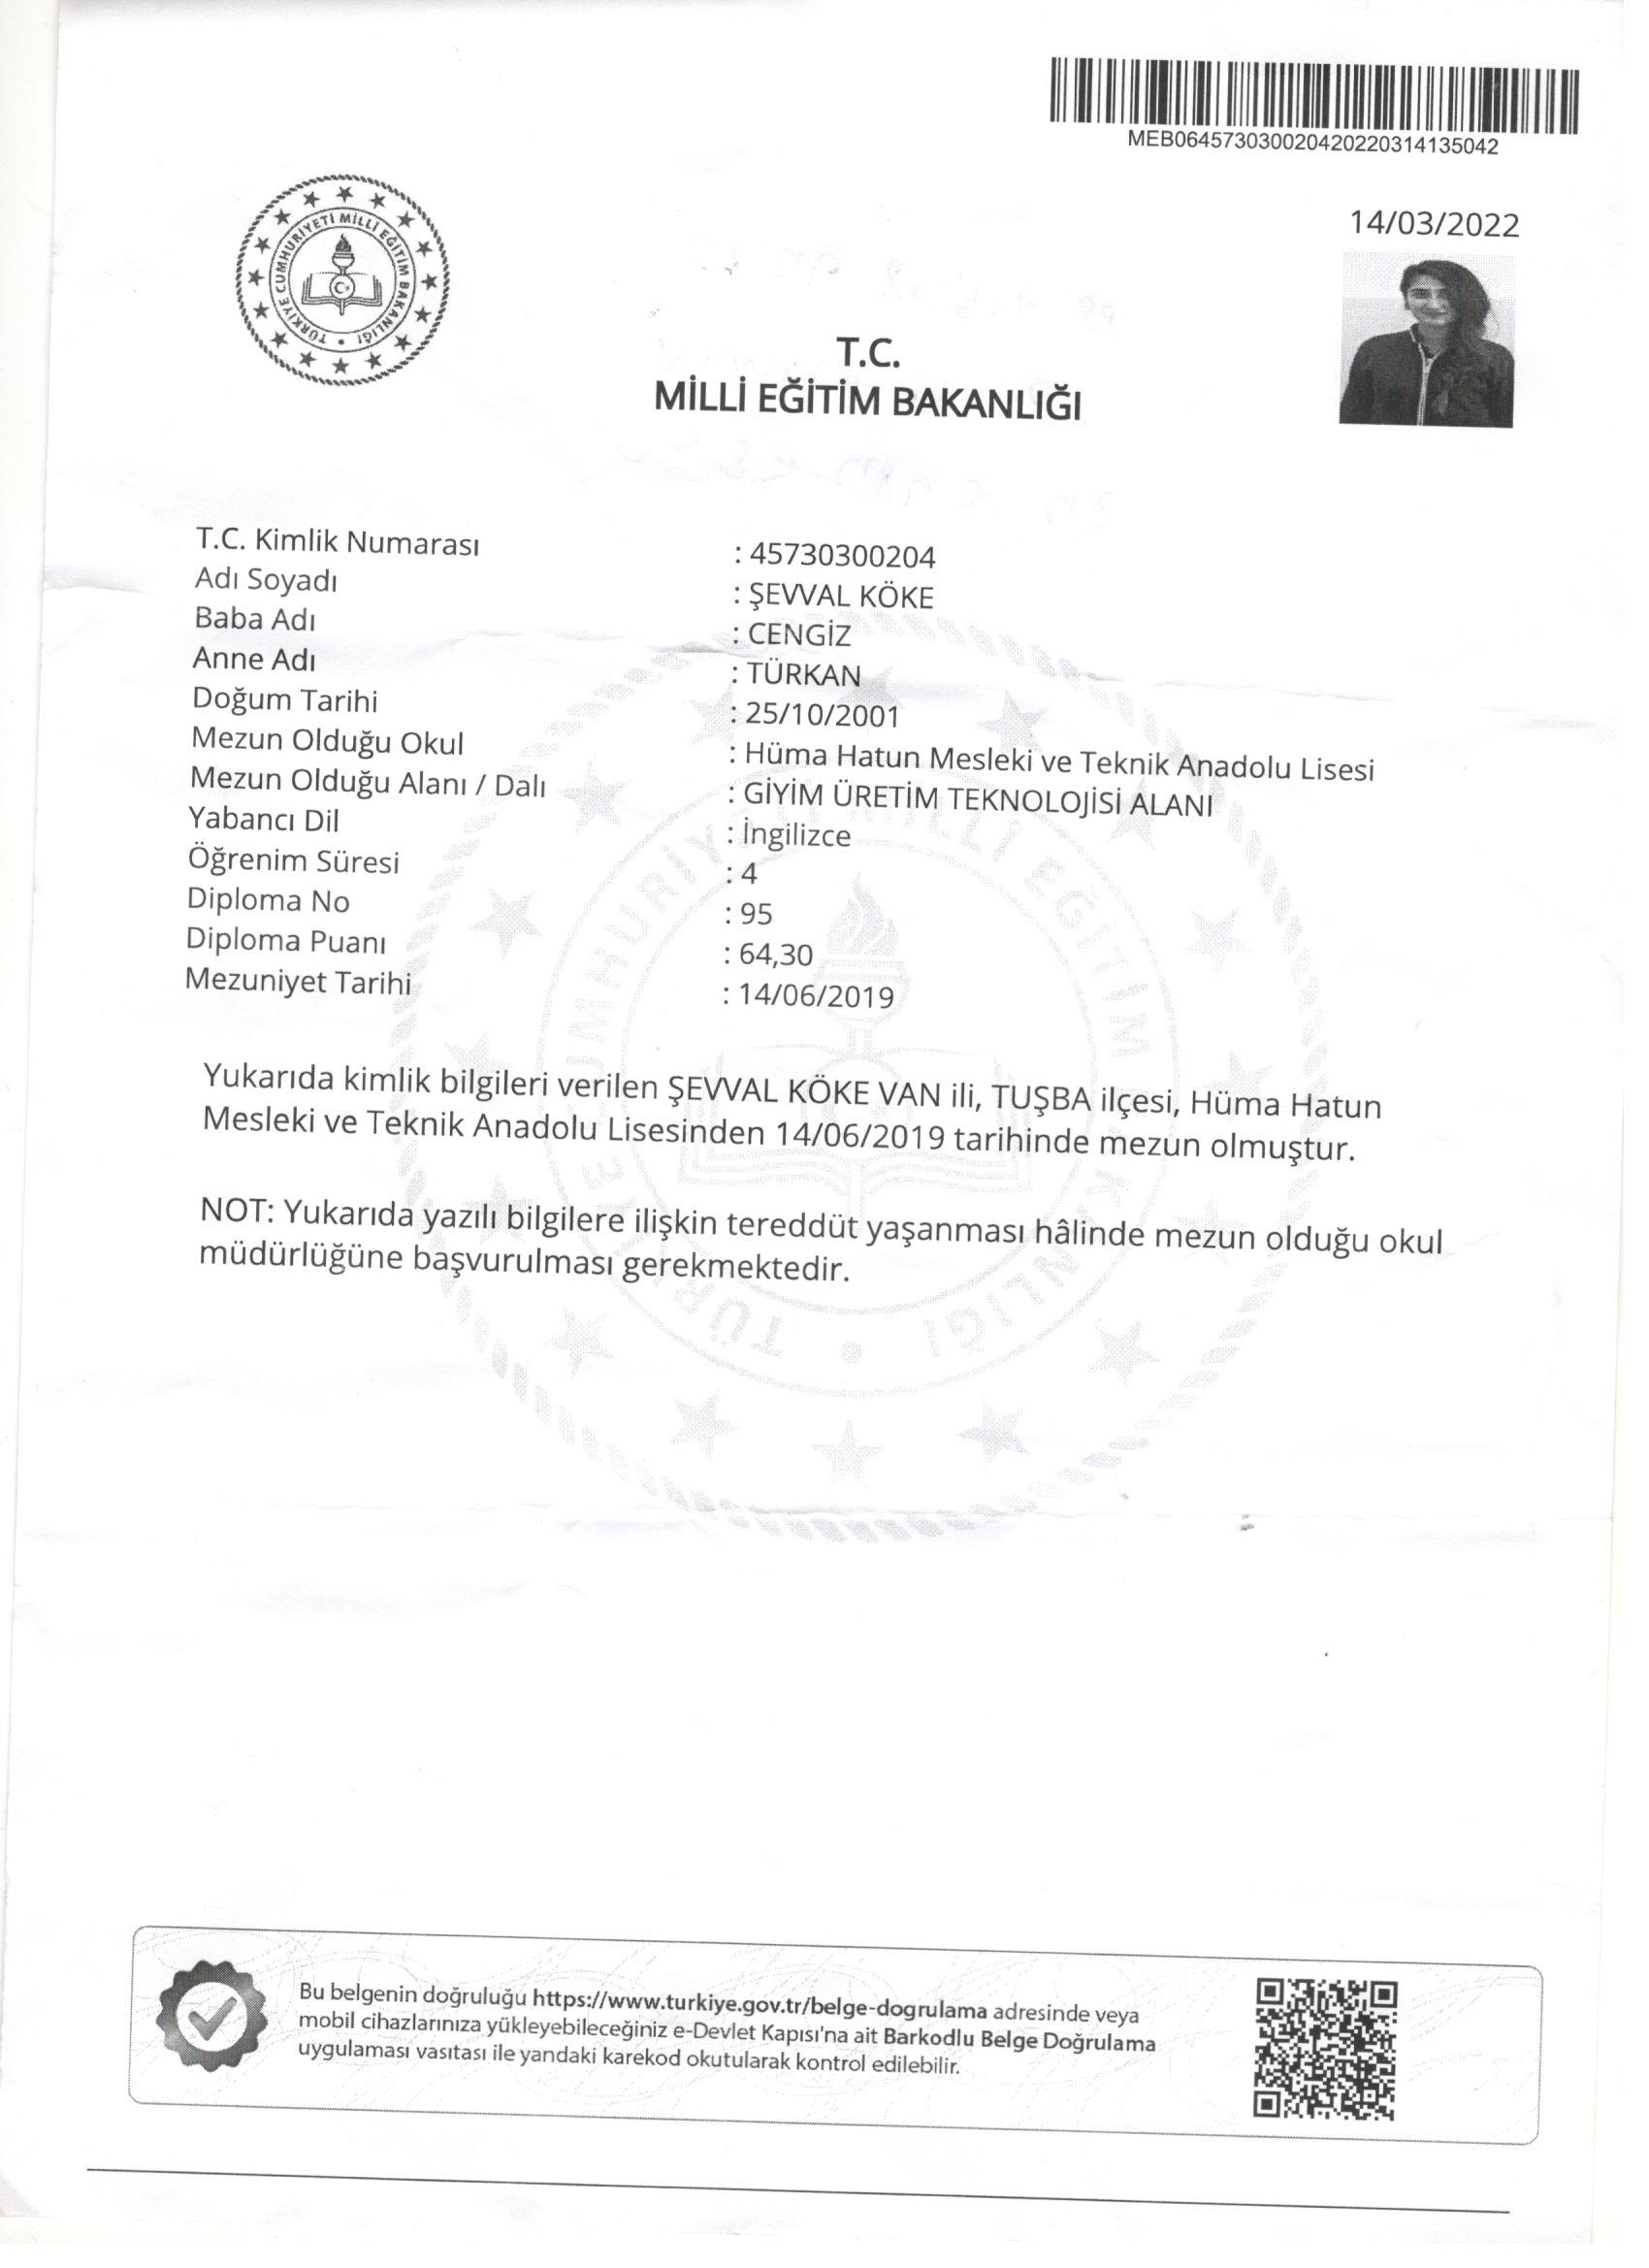 MEB06457303002042022031413​5042
14/03/2022
TÜRKİYE CUMHURİYETİ MİLLİ EĞİTİM BAKANLIĞI
T.C.
MİLLİ EĞİTİM BAKANLIĞI
T.C. Kimlik Numarası : 45730300204
Adı Soyadı : ŞEVVAL KÖKE
Baba Adı : CENGİZ
Anne Adı : TÜRKAN
Doğum Tarihi : 25/10/2001
Mezun Olduğu Okul : Hüma Hatun Mesleki ve Teknik Anadolu Lisesi
Mezun Olduğu Alanı / Dalı : GİYİM ÜRETİM TEKNOLOJİSİ ALANI
Yabancı Dil : İngilizce
Öğrenim Süresi : 4
Diploma No : 95
Diploma Puanı : 64,30
Mezuniyet Tarihi : 14/06/2019
Yukarıda kimlik bilgileri verilen ŞEVVAL KÖKE VAN ili, TUŞBA ilçesi, Hüma Hatun
Mesleki ve Teknik Anadolu Lisesinden 14/06/2019 tarihinde mezun olmuştur.
NOT: Yukarıda yazılı bilgilere ilişkin tereddüt yaşanması hâlinde mezun olduğu okul
müdürlüğüne başvurulması gerekmektedir.
Bu belgenin doğruluğu https://www.turkiye.gov.tr/belge-dogrulama adresinde veya
mobil cihazlarınıza yükleyebileceğiniz e-Devlet Kapısı'na ait Barkodlu Belge Doğrulama
uygulaması vasıtası ile yandaki karekod okutularak kontrol edilebilir.